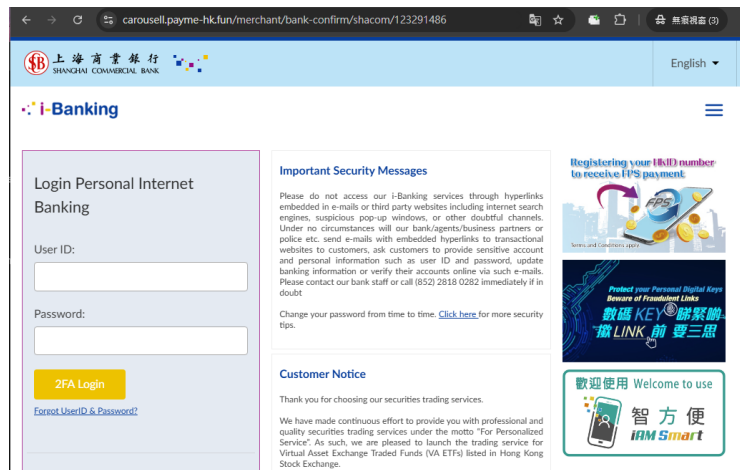 carousell.payme-hk.fun/merchant/bank-confirm/shacom/123291486
無痕視窗 (3)
上海商業銀行
SHANGHAI COMMERCIAL BANK
English
i-Banking
Login Personal Internet
Banking
User ID:
Password:
2FA Login
Forgot UserID & Password?
Important Security Messages
Please do not access our i-Banking services through hyperlinks
embedded in e-mails or third party websites including internet search
engines, suspicious pop-up windows, or other doubtful channels.
Under no circumstances will our bank/agents/business partners or
police etc. send e-mails with embedded hyperlinks to transactional
websites to customers, ask customers to provide sensitive account
and personal information such as user ID and password, update
banking information or verify their accounts online via such e-mails.
Please contact our bank staff or call (852) 2818 0282 immediately if in
doubt
Change your password from time to time. Click here for more security
tips.
Customer Notice
Thank you for choosing our securities trading services.
We have made continuous effort to provide you with professional and
quality securities trading services under the motto "For Personalized
Service". As such, we are pleased to launch the trading service for
Virtual Asset Exchange Traded Funds (VA ETFs) listed in Hong Kong
Stock Exchange.
Registering your HKID number
to receive FPS payment
FPS
Terms and Conditions apply
Protect your Personal Digital Keys
Beware of Fraudulent Links
數碼 KEY 睇緊啲
撳 LINK 前 要三思
歡迎使用 Welcome to use
智方便
iAM Smart